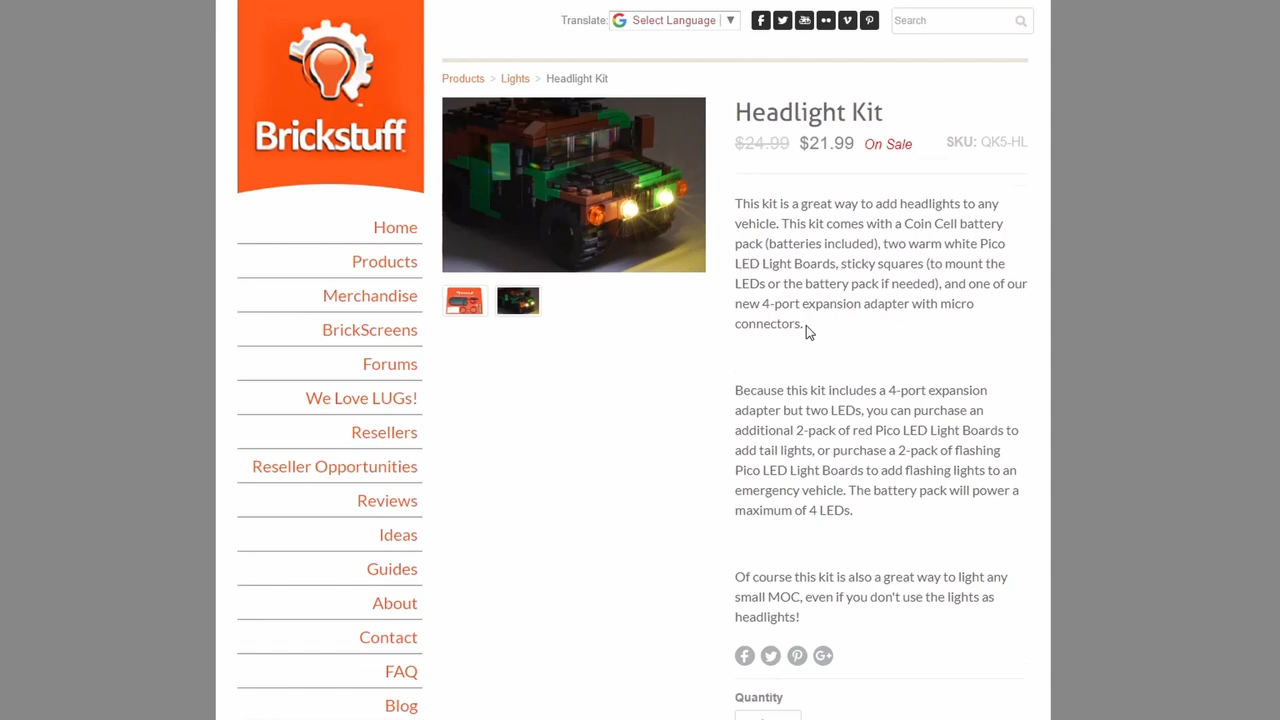 Translate: Select Language ▼
Search
Brickstuff
Products > Lights > Headlight Kit
Headlight Kit
$24.99 $21.99 On Sale SKU: QK5-HL
This kit is a great way to add headlights to any
vehicle. This kit comes with a Coin Cell battery
pack (batteries included), two warm white Pico
LED Light Boards, sticky squares (to mount the
LEDs or the battery pack if needed), and one of our
new 4-port expansion adapter with micro
connectors.
Because this kit includes a 4-port expansion
adapter but two LEDs, you can purchase an
additional 2-pack of red Pico LED Light Boards to
add tail lights, or purchase a 2-pack of flashing
Pico LED Light Boards to add flashing lights to an
emergency vehicle. The battery pack will power a
maximum of 4 LEDs.
Of course this kit is also a great way to light any
small MOC, even if you don't use the lights as
headlights!
Quantity
Home
Products
Merchandise
BrickScreens
Forums
We Love LUGs!
Resellers
Reseller Opportunities
Reviews
Ideas
Guides
About
Contact
FAQ
Blog